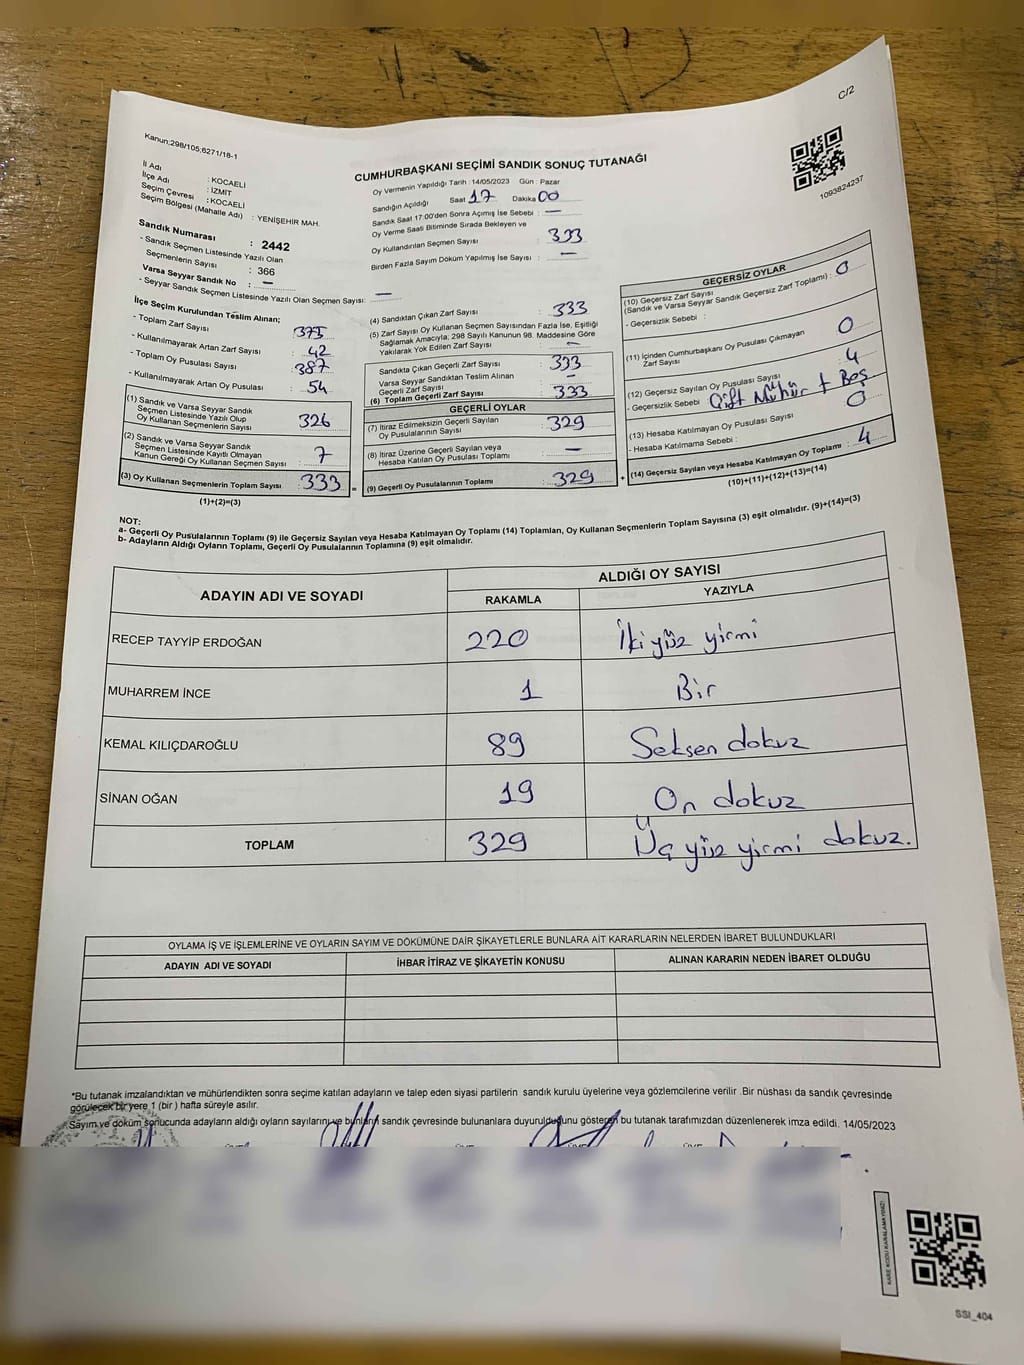 C/2
Kanun;298/105;6271/18-1
CUMHURBAŞKANI SEÇİMİ SANDIK SONUÇ TUTANAĞI
1093824237
İl Adı : KOCAELİ
İlçe Adı : İZMİT
Seçim Çevresi : KOCAELİ
Seçim Bölgesi (Mahalle Adı) : YENİŞEHİR MAH.
Sandık Numarası : 2442
- Sandık Seçmen Listesinde Yazılı Olan
Seçmenlerin Sayısı : 366
Varsa Seyyar Sandık No : —
- Seyyar Sandık Seçmen Listesinde Yazılı Olan Seçmen Sayısı: —
Oy Vermenin Yapıldığı Tarih : 14/05/2023 Gün : Pazar
Sandığın Açıldığı Saat 17 Dakika 00
Sandık Saat 17:00'den Sonra Açımış İse Sebebi : —
Oy Verme Saati Bitiminde Sırada Bekleyen ve
Oy Kullandırılan Seçmen Sayısı : 333
Birden Fazla Sayım Döküm Yapılmış İse Sayısı : —
İlçe Seçim Kurulundan Teslim Alınan;
- Toplam Zarf Sayısı : 375
- Kullanılmayarak Artan Zarf Sayısı : 42
- Toplam Oy Pusulası Sayısı : 387
- Kullanılmayarak Artan Oy Pusulası : 54
(1) Sandık ve Varsa Seyyar Sandık
Seçmen Listesinde Yazılı Olup
Oy Kullanan Seçmenlerin Sayısı : 326
(2) Sandık ve Varsa Seyyar Sandık
Seçmen Listesinde Kayıtlı Olmayan
Kanun Gereği Oy Kullanan Seçmen Sayısı : 7
(3) Oy Kullanan Seçmenlerin Toplam Sayısı : 333 =
(1)+(2)=(3)
(4) Sandıktan Çıkan Zarf Sayısı : 333
(5) Zarf Sayısı Oy Kullanan Seçmen Sayısından Fazla İse, Eşitliği
Sağlamak Amacıyla; 298 Sayılı Kanunun 98. Maddesine Göre
Yakılarak Yok Edilen Zarf Sayısı : —
Sandıkta Çıkan Geçerli Zarf Sayısı : 333
Varsa Seyyar Sandıktan Teslim Alınan
Geçerli Zarf Sayısı : —
(6) Toplam Geçerli Zarf Sayısı : 333
GEÇERLİ OYLAR
(7) İtiraz Edilmeksizin Geçerli Sayılan
Oy Pusulalarının Sayısı : 329
(8) İtiraz Üzerine Geçerli Sayılan veya
Hesaba Katılan Oy Pusulası Toplamı : —
(9) Geçerli Oy Pusulalarının Toplamı : 329 +
GEÇERSİZ OYLAR
(10) Geçersiz Zarf Sayısı
(Sandık ve Varsa Seyyar Sandık Geçersiz Zarf Toplamı) : 0
- Geçersizlik Sebebi :
(11) İçinden Cumhurbaşkanı Oy Pusulası Çıkmayan
Zarf Sayısı : 0
(12) Geçersiz Sayılan Oy Pusulası Sayısı : 4
- Geçersizlik Sebebi Çift Mühür + Boş
(13) Hesaba Katılmayan Oy Pusulası Sayısı : 0
- Hesaba Katılmama Sebebi :
(14) Geçersiz Sayılan veya Hesaba Katılmayan Oy Toplamı : 4
(10)+(11)+(12)+(13)=(14)
NOT:
a- Geçerli Oy Pusulalarının Toplamı (9) ile Geçersiz Sayılan veya Hesaba Katılmayan Oy Toplamı (14) Toplamları, Oy Kullanan Seçmenlerin Toplam Sayısına (3) eşit olmalıdır. (9)+(14)=(3)
b- Adayların Aldığı Oyların Toplamı, Geçerli Oy Pusulalarının Toplamına (9) eşit olmalıdır.
ADAYIN ADI VE SOYADI ALDIĞI OY SAYISI
RAKAMLA YAZIYLA
RECEP TAYYİP ERDOĞAN 220 İki yüz yirmi
MUHARREM İNCE 1 Bir
KEMAL KILIÇDAROĞLU 89 Seksen dokuz
SİNAN OĞAN 19 On dokuz
TOPLAM 329 Üç yüz yirmi dokuz.
OYLAMA İŞ VE İŞLEMLERİNE VE OYLARIN SAYIM VE DÖKÜMÜNE DAİR ŞİKAYETLERLE BUNLARA AİT KARARLARIN NELERDEN İBARET BULUNDUKLARI
ADAYIN ADI VE SOYADI İHBAR İTİRAZ VE ŞİKAYETİN KONUSU ALINAN KARARIN NEDEN İBARET OLDUĞU
*Bu tutanak imzalandıktan ve mühürlendikten sonra seçime katılan adayların ve talep eden siyasi partilerin sandık kurulu üyelerine veya gözlemcilerine verilir .Bir nüshası da sandık çevresinde
görülecek bir yere 1 (bir ) hafta süreyle asılır.
Sayım ve döküm sonucunda adayların aldığı oyların sayılarını ve bunların sandık çevresinde bulunanlara duyurulduğunu gösteren bu tutanak tarafımızdan düzenlenerek imza edildi. 14/05/2023
KARE KODU KARALAMAYINIZ!
SSI_404